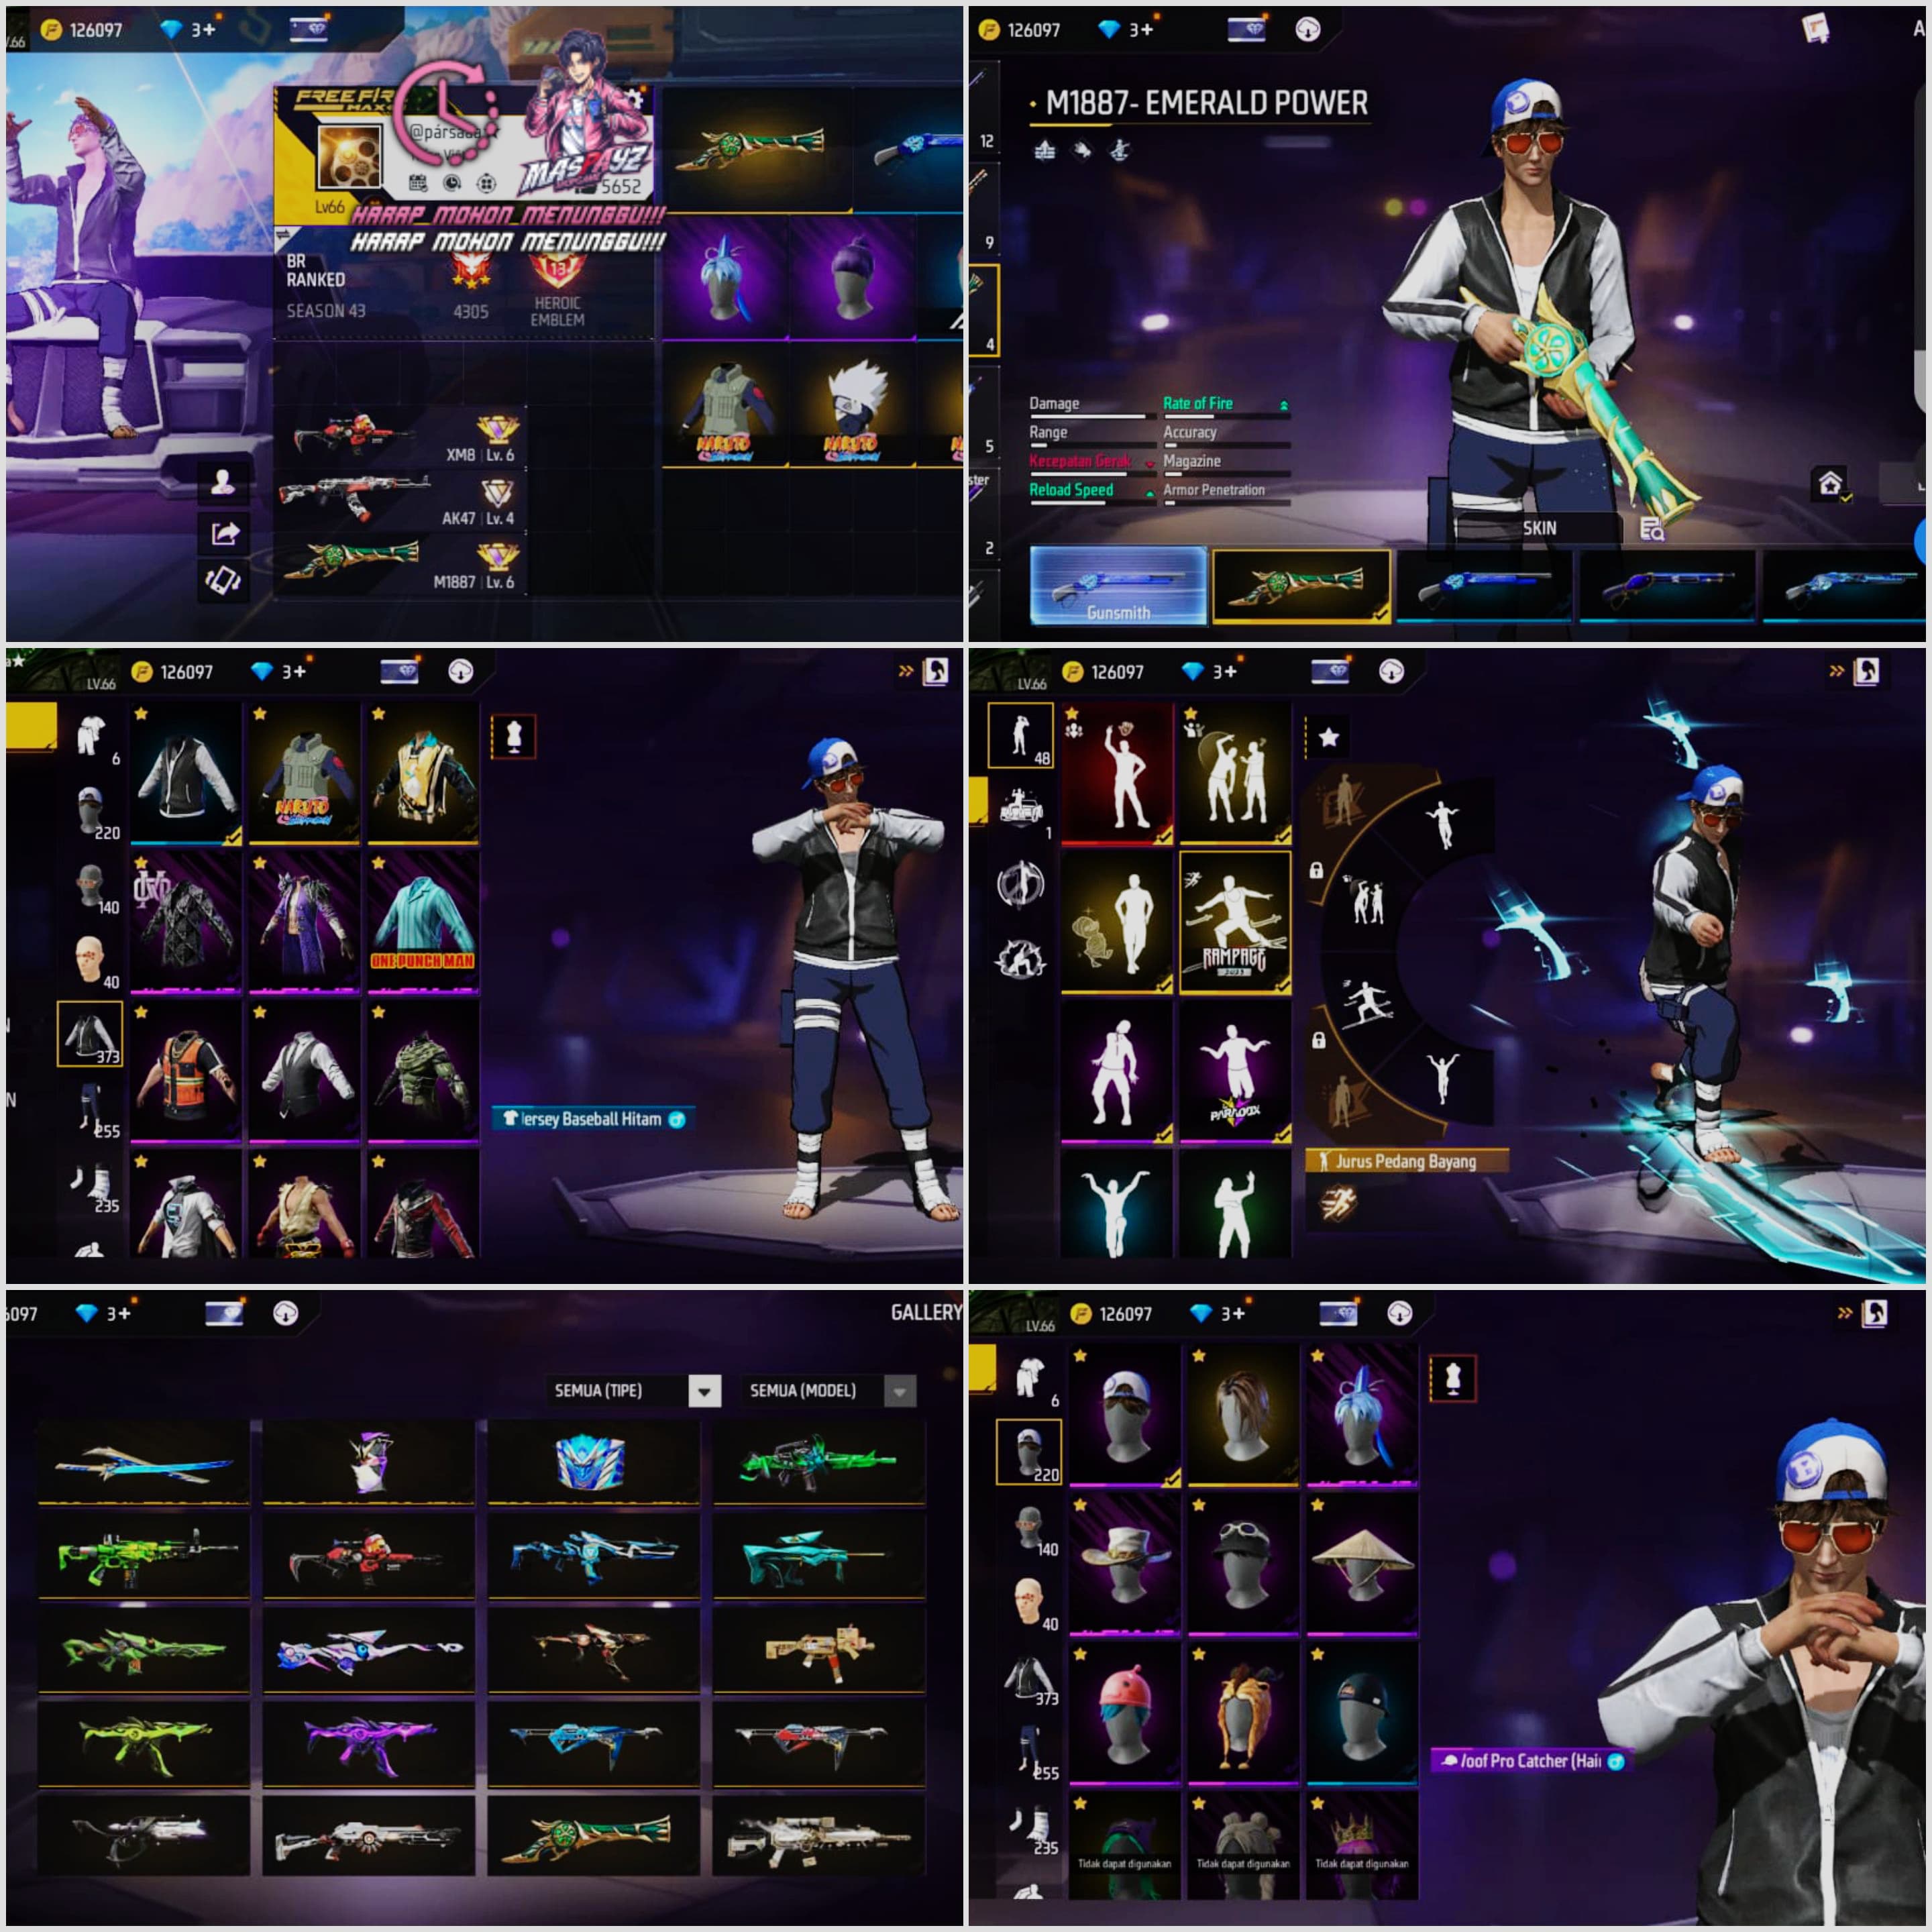 .66 126097 3+
FREE FIRE
MAX
@pársaaa
MASPAYZ
5652
Lv66
HARAP MOHON MENUNGGU!!!
HARAP MOHON MENUNGGU!!!
BR
RANKED
SEASON 43
4305
13
HEROIC
EMBLEM
NARUTO
NARUTO
XM8 Lv. 6
AK47 Lv. 4
M1887 Lv. 6
126097 3+
M1887- EMERALD POWER
12
9
4
5
2
Damage Rate of Fire
Range Accuracy
Kecepatan Gerak Magazine
Reload Speed Armor Penetration
SKIN
Gunsmith
LV.66 126097 3+
6
220
140
40
373
255
235
NARUTO
ONE PUNCH MAN
Jersey Baseball Hitam
LV.66 126097 3+
48
1
RAMPAGE
2023
PARADOX
Jurus Pedang Bayang
6097 3+
GALLERY
SEMUA (TIPE) SEMUA (MODEL)
LV.66 126097 3+
6
220
140
40
373
255
235
Woof Pro Catcher (Hai
Tidak dapat digunakan Tidak dapat digunakan Tidak dapat digunakan